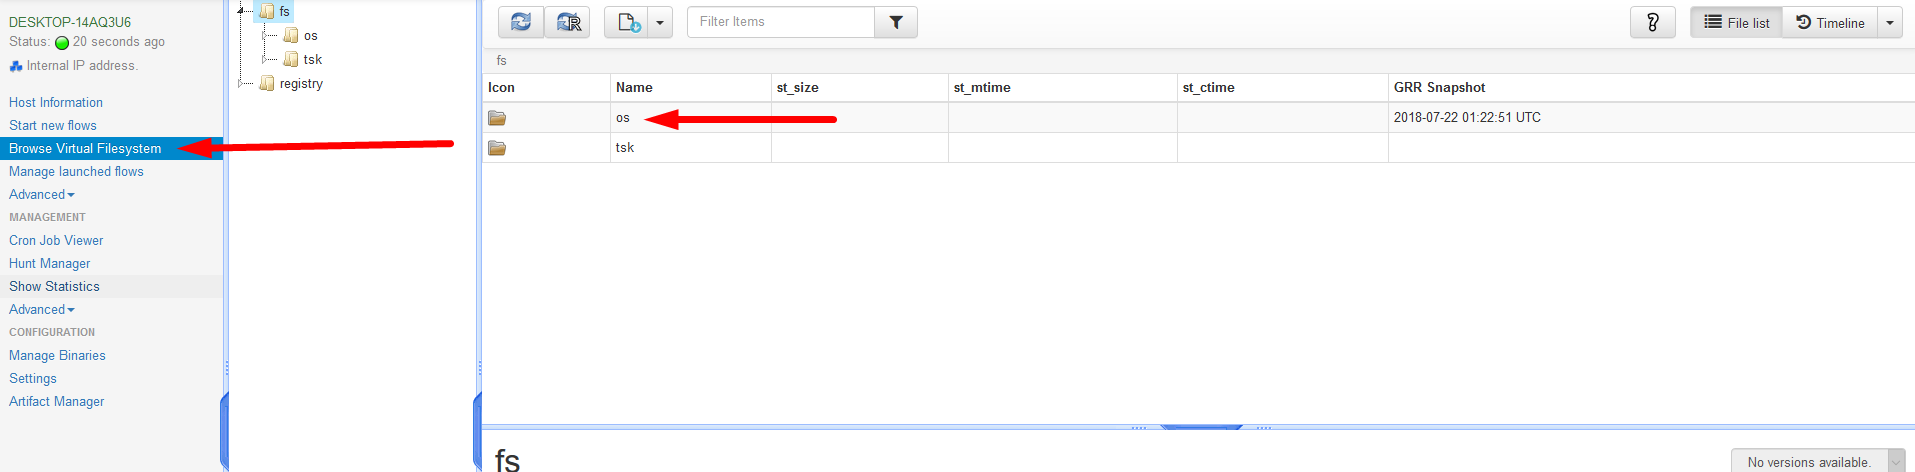 DESKTOP-14AQ3U6
Status: 20 seconds ago
Internal IP address.
Host Information
Start new flows
Browse Virtual Filesystem
Manage launched flows
Advanced
MANAGEMENT
Cron Job Viewer
Hunt Manager
Show Statistics
Advanced
CONFIGURATION
Manage Binaries
Settings
Artifact Manager
fs
os
tsk
registry
R
Filter Items
?
File list
Timeline
fs
Icon Name st_size st_mtime st_ctime GRR Snapshot
os 2018-07-22 01:22:51 UTC
tsk
fs
No versions available.